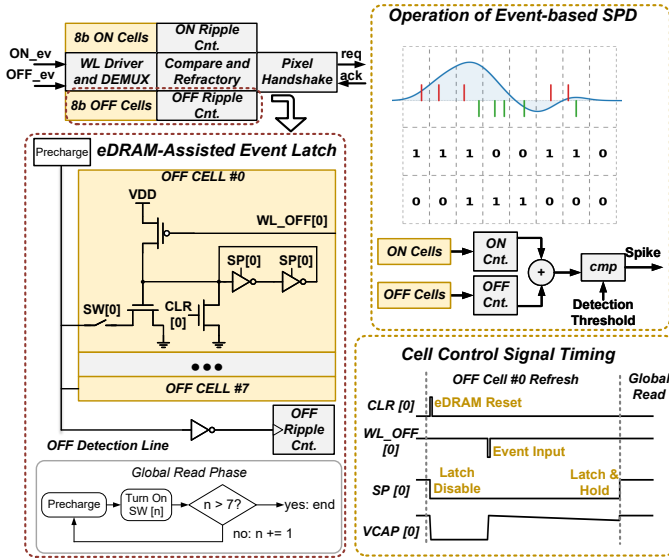 8b ON Cells
ON Ripple
Cnt.
ON_ev
OFF_ev
WL Driver
and DEMUX
Compare and
Refractory
Pixel
Handshake
req
ack
8b OFF Cells
OFF Ripple
Cnt.
Precharge
eDRAM-Assisted Event Latch
OFF CELL #0
VDD
WL_OFF[0]
SP[0]
SP[0]
SW[0]
CLR
[0]
OFF CELL #7
OFF Detection Line
OFF
Ripple
Cnt.
Global Read Phase
Precharge
Turn On
SW [n]
n > 7?
yes: end
no: n += 1
Operation of Event-based SPD
1 1 1 0 0 1 1 0
0 0 1 1 1 0 0 0
ON Cells
ON
Cnt.
OFF Cells
OFF
Cnt.
+
cmp
Spike
Detection
Threshold
Cell Control Signal Timing
OFF Cell #0 Refresh
Global
Read
CLR [0]
eDRAM Reset
WL_OFF
[0]
Event Input
SP [0]
Latch
Disable
Latch &
Hold
VCAP [0]